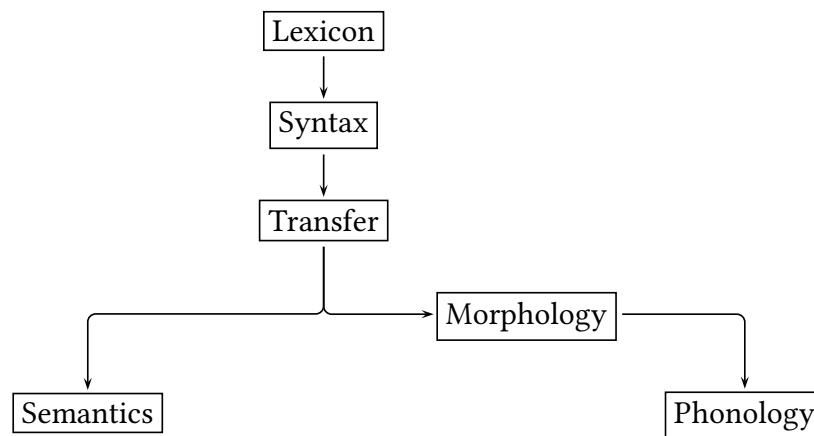 Lexicon
Syntax
Transfer
Morphology
Semantics
Phonology